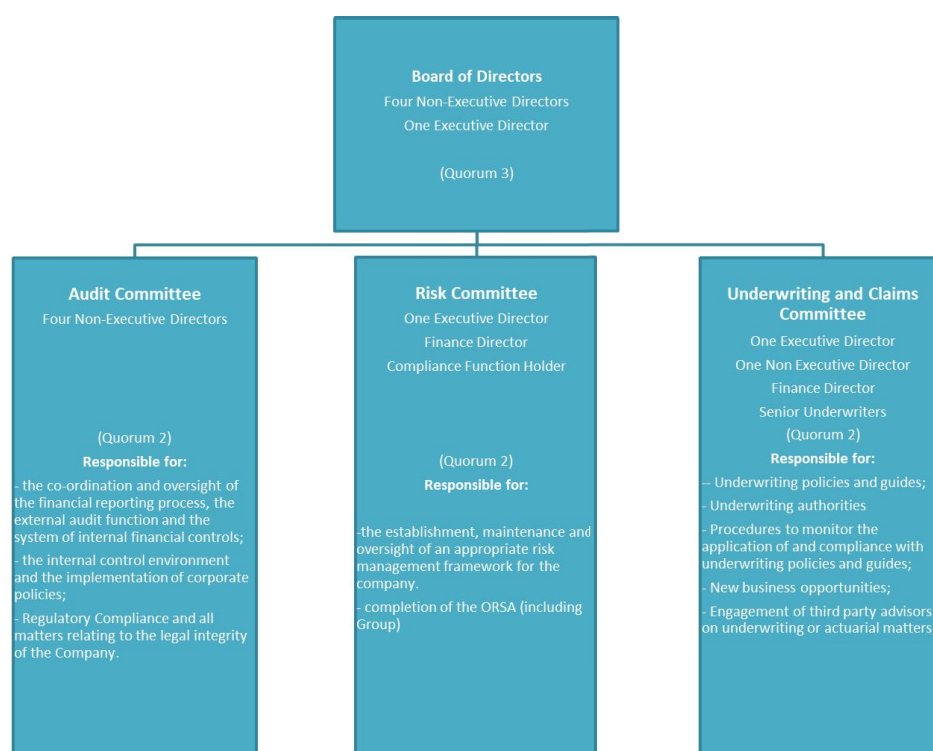 Board of Directors
Four Non-Executive Directors
One Executive Director
(Quorum 3)
Audit Committee
Four Non-Executive Directors
(Quorum 2)
Responsible for:
- the co-ordination and oversight of
the financial reporting process, the
external audit function and the
system of internal financial controls;
- the internal control environment
and the implementation of corporate
policies;
- Regulatory Compliance and all
matters relating to the legal integrity
of the Company.
Risk Committee
One Executive Director
Finance Director
Compliance Function Holder
(Quorum 2)
Responsible for:
-the establishment, maintenance and
oversight of an appropriate risk
management framework for the
company.
- completion of the ORSA (including
Group)
Underwriting and Claims
Committee
One Executive Director
One Non Executive Director
Finance Director
Senior Underwriters
(Quorum 2)
Responsible for:
-- Underwriting policies and guides;
- Underwriting authorities
- Procedures to monitor the
application of and compliance with
underwriting policies and guides;
- New business opportunities;
- Engagement of third party advisors
on underwriting or actuarial matters